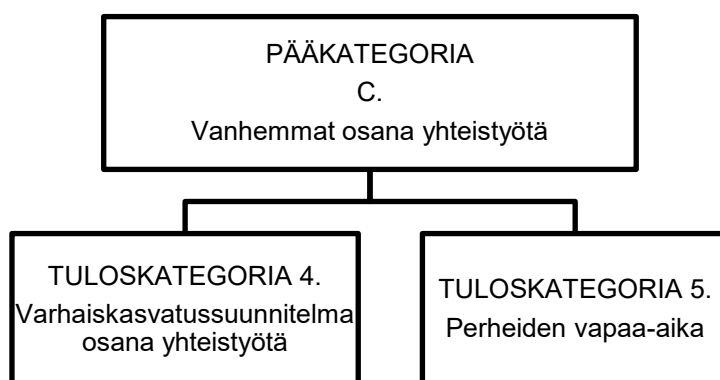 PÄÄKATEGORIA
C.
Vanhemmat osana yhteistyötä
TULOSKATEGORIA 4.
Varhaiskasvatussuunnitelma
osana yhteistyötä
TULOSKATEGORIA 5.
Perheiden vapaa-aika